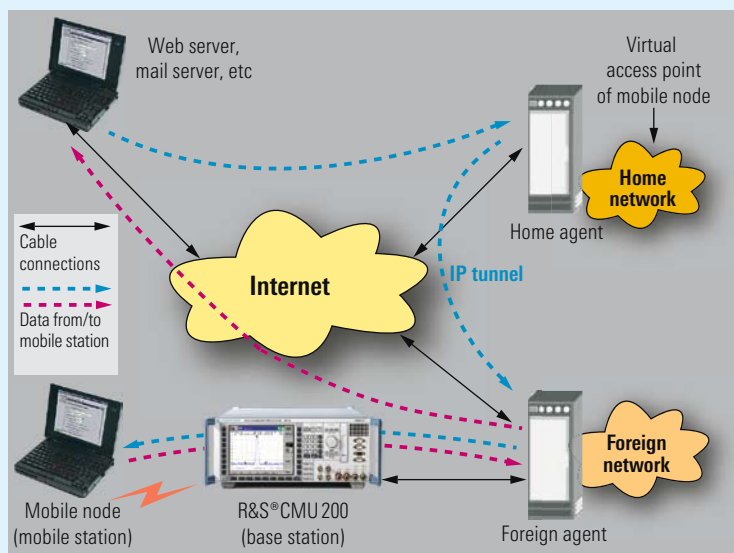 Web server,
mail server, etc
Virtual
access point
of mobile node
Home
network
Home agent
Cable
connections
Data from/to
mobile station
Internet
IP tunnel
Foreign
network
Mobile node
(mobile station)
R&S®CMU 200
(base station)
Foreign agent